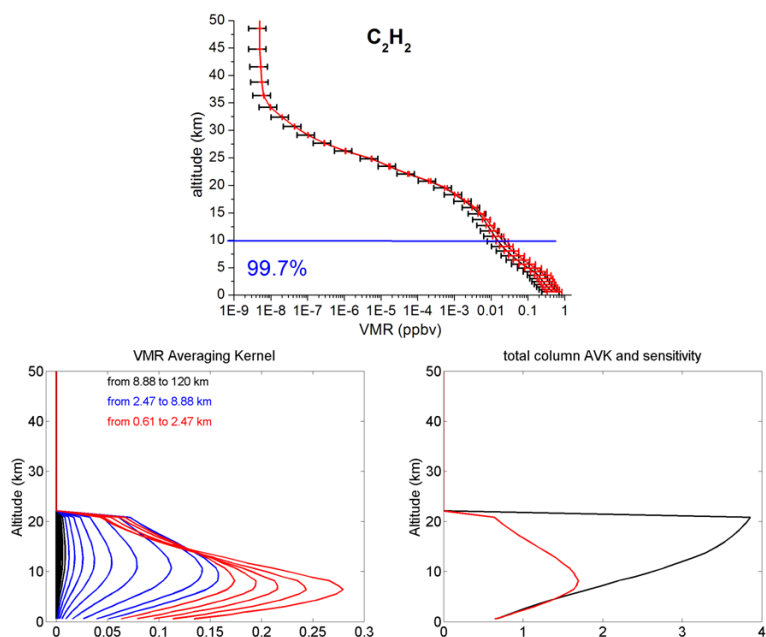 C₂H₂
50
45
40
35
30
25
20
15
10
5
0
altitude (km)
99.7%
1E-9 1E-8 1E-7 1E-6 1E-5 1E-4 1E-3 0.01 0.1 1
VMR (ppbv)
VMR Averaging Kernel
50
40
30
20
10
0
Altitude (km)
from 8.88 to 120 km
from 2.47 to 8.88 km
from 0.61 to 2.47 km
0 0.05 0.1 0.15 0.2 0.25 0.3
total column AVK and sensitivity
50
40
30
20
10
0
Altitude (km)
0 1 2 3 4